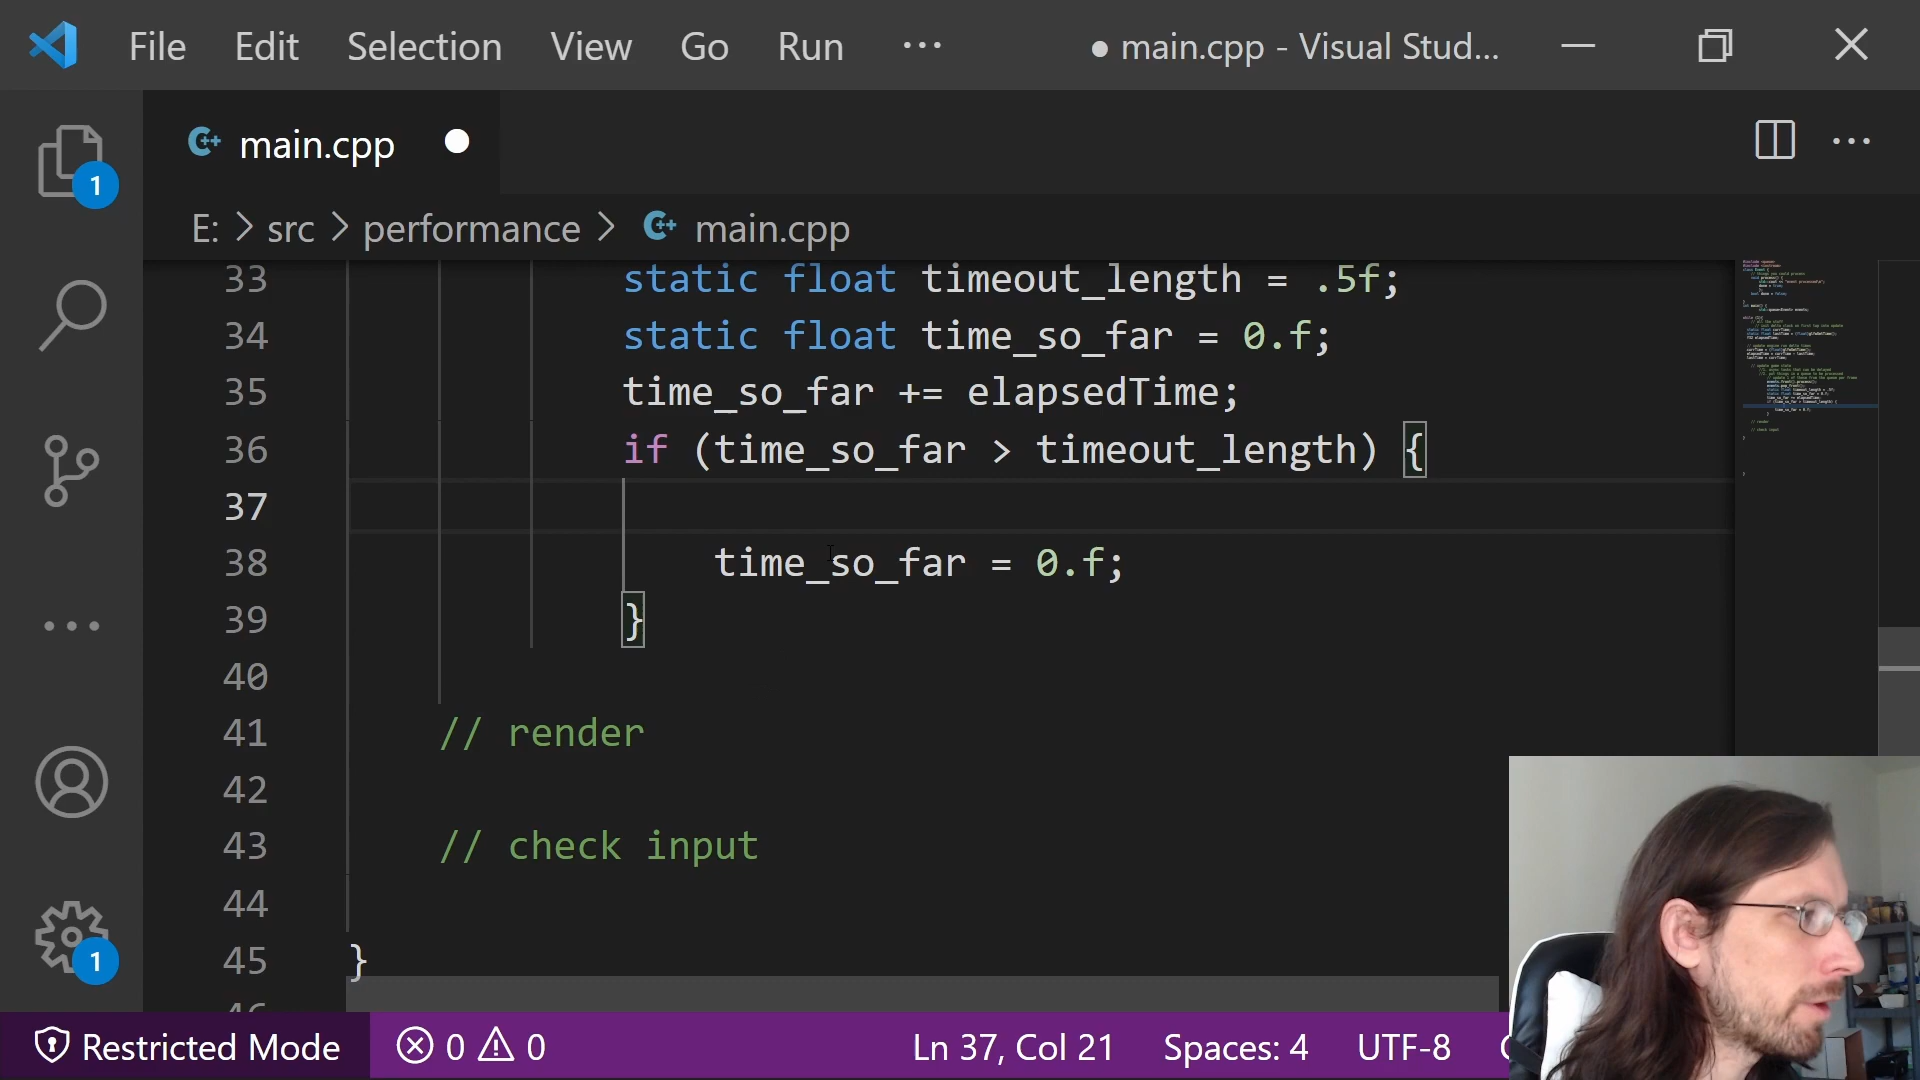 File Edit Selection View Go Run ··· ● main.cpp - Visual Stud...
main.cpp
E: > src > performance > main.cpp
33 static float timeout_length = .5f;
34 static float time_so_far = 0.f;
35 time_so_far += elapsedTime;
36 if (time_so_far > timeout_length) {
37
38 time_so_far = 0.f;
39 }
40
41 // render
42
43 // check input
44
45 }
1
1
Restricted Mode 0 0 Ln 37, Col 21 Spaces: 4 UTF-8